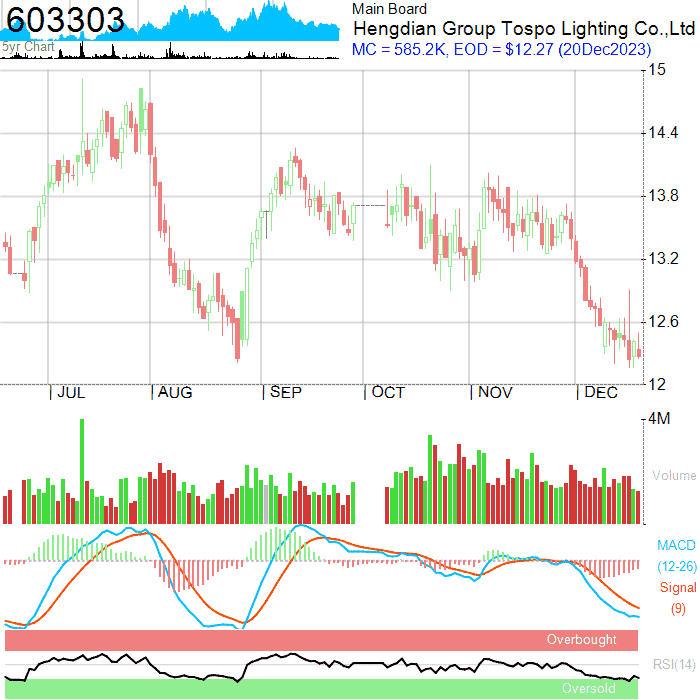 603303
5yr Chart
Main Board
Hengdian Group Tospo Lighting Co.,Ltd
MC = 585.2K, EOD = $12.27 (20Dec2023)
15
14.4
13.8
13.2
12.6
12
JUL AUG SEP OCT NOV DEC
4M
Volume
MACD
(12-26)
Signal
(9)
Overbought
RSI(14)
Oversold